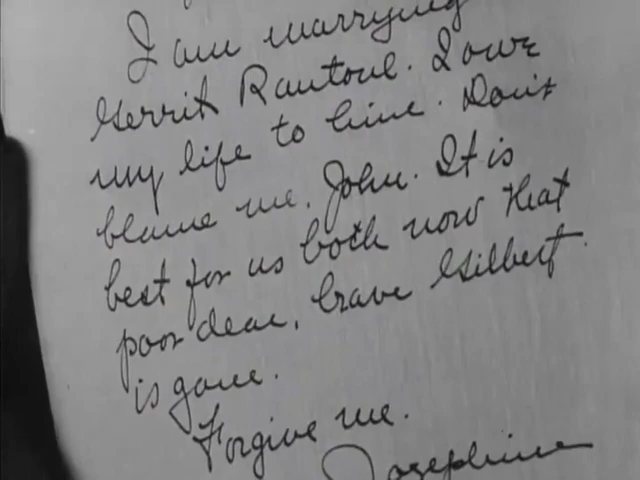 I am marrying
Gerrit Rantoul. I owe
my life to him. Don't
blame me, John. It is
best for us both now that
poor dear, brave Gilbert
is gone.
Forgive me.
Josephine